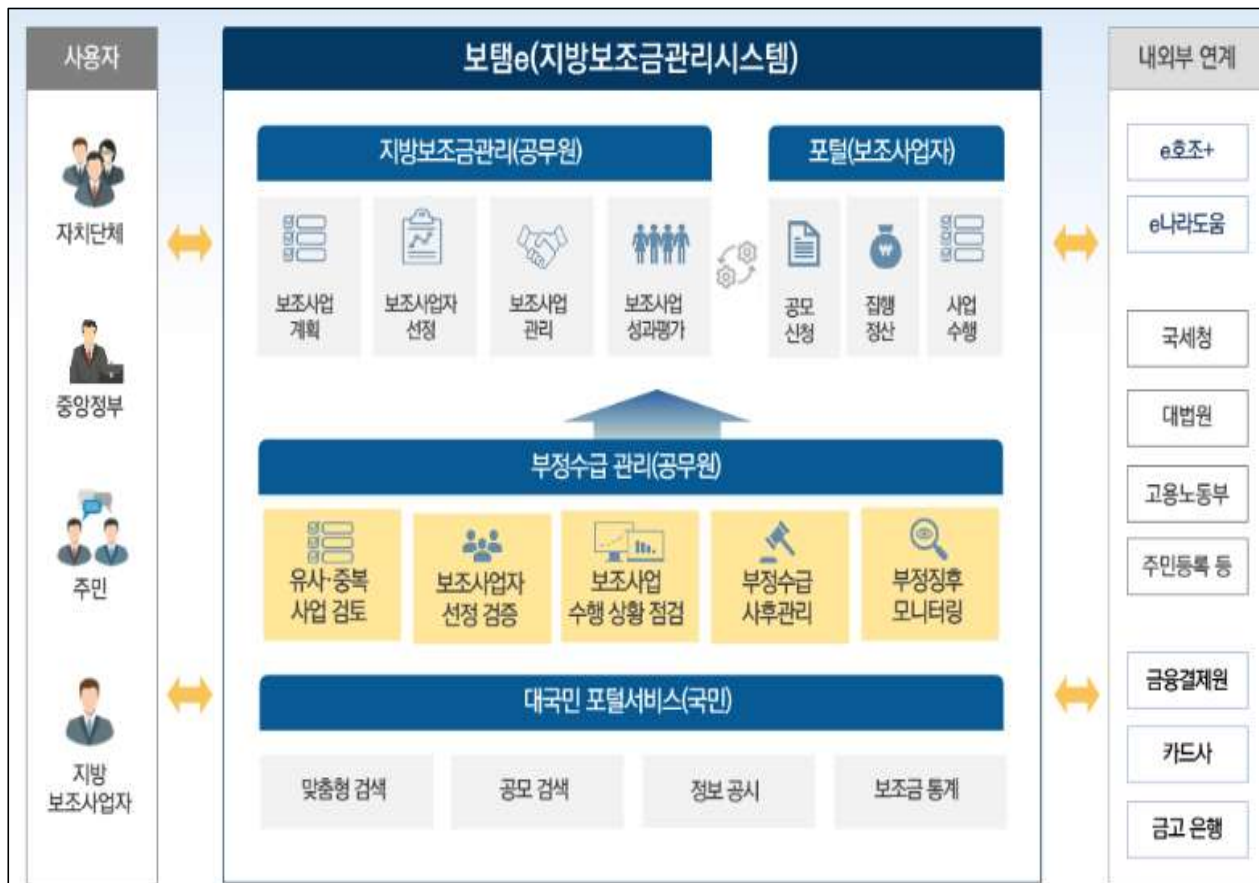 사용자
자치단체
중앙정부
주민
지방
보조사업자
보탬e(지방보조금관리시스템)
지방보조금관리(공무원)
보조사업
계획
보조사업자
선정
보조사업
관리
보조사업
성과평가
포털(보조사업자)
공모
신청
집행
정산
사업
수행
부정수급 관리(공무원)
유사·중복
사업 검토
보조사업자
선정 검증
보조사업
수행 상황 점검
부정수급
사후관리
부정징후
모니터링
대국민 포털서비스(국민)
맞춤형 검색
공모 검색
정보 공시
보조금 통계
내외부 연계
e호조+
e나라도움
국세청
대법원
고용노동부
주민등록 등
금융결제원
카드사
금고 은행